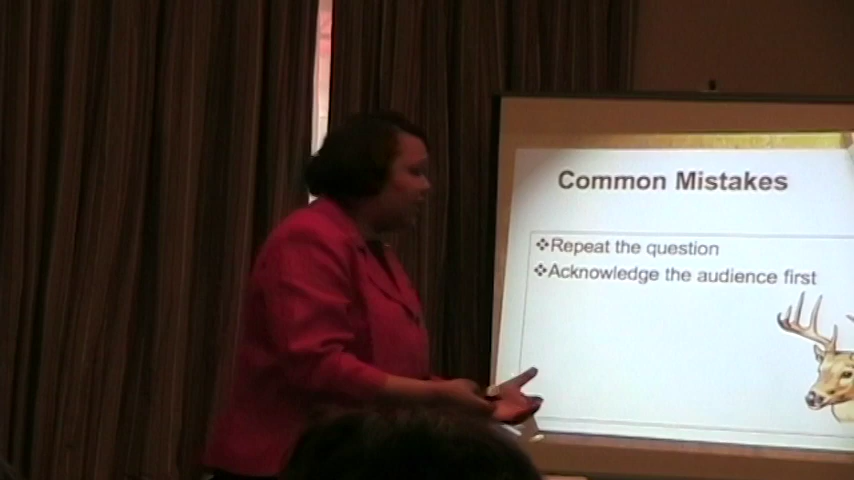 Common Mistakes
❖Repeat the question
❖Acknowledge the audience first